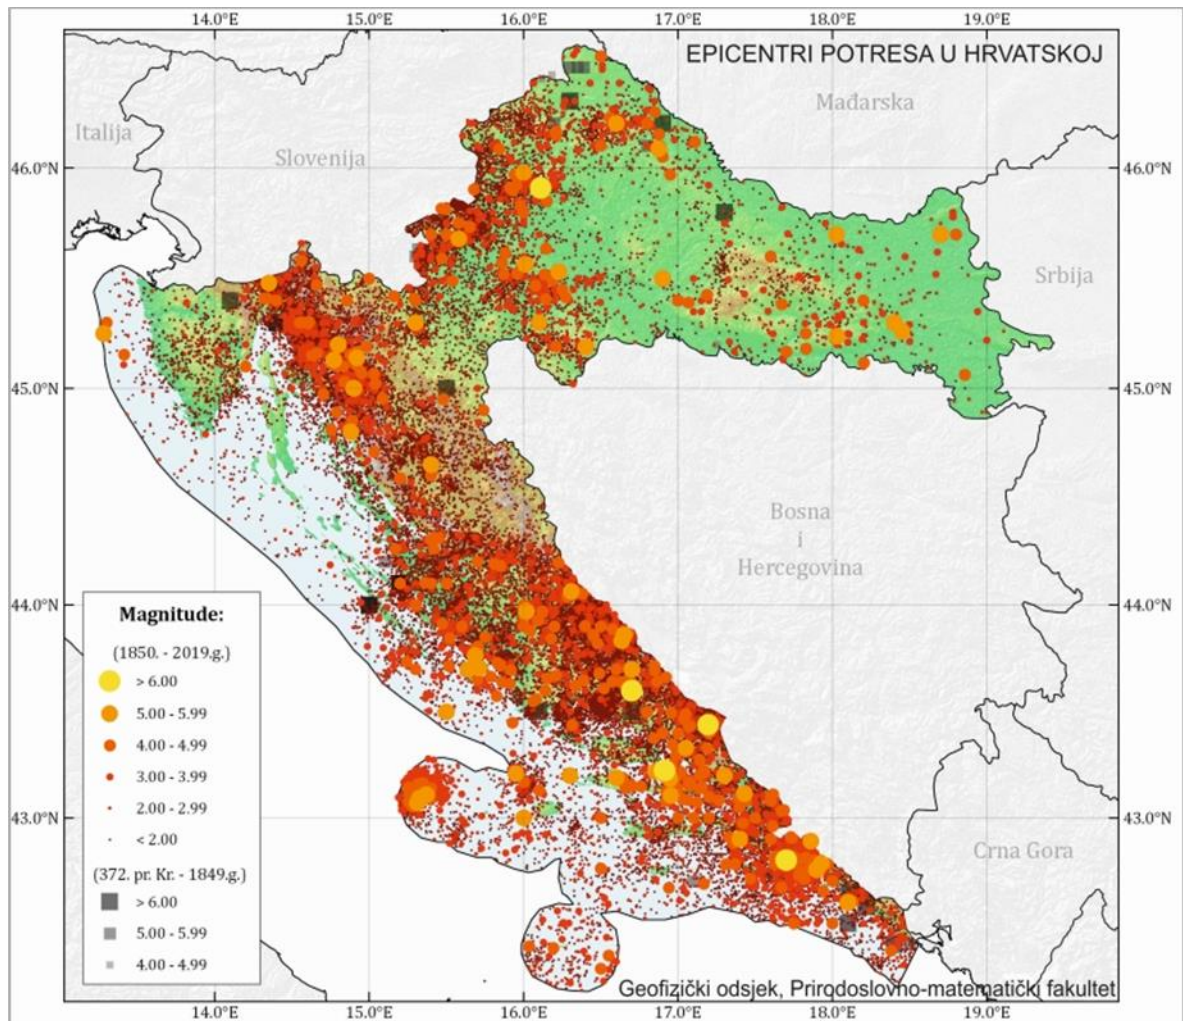 14.0°E 15.0°E 16.0°E 17.0°E 18.0°E 19.0°E
EPICENTRI POTRESA U HRVATSKOJ
Mađarska
Italija
Slovenija
46.0°N 46.0°N
Srbija
45.0°N 45.0°N
Bosna
i
Hercegovina
44.0°N 44.0°N
Magnitude:
(1850. - 2019.g.)
> 6.00
5.00 - 5.99
4.00 - 4.99
3.00 - 3.99
2.00 - 2.99
< 2.00
(372. pr. Kr. - 1849.g.)
> 6.00
5.00 - 5.99
4.00 - 4.99
43.0°N 43.0°N
Crna Gora
Geofizički odsjek, Prirodoslovno-matematički fakultet
14.0°E 15.0°E 16.0°E 17.0°E 18.0°E 19.0°E